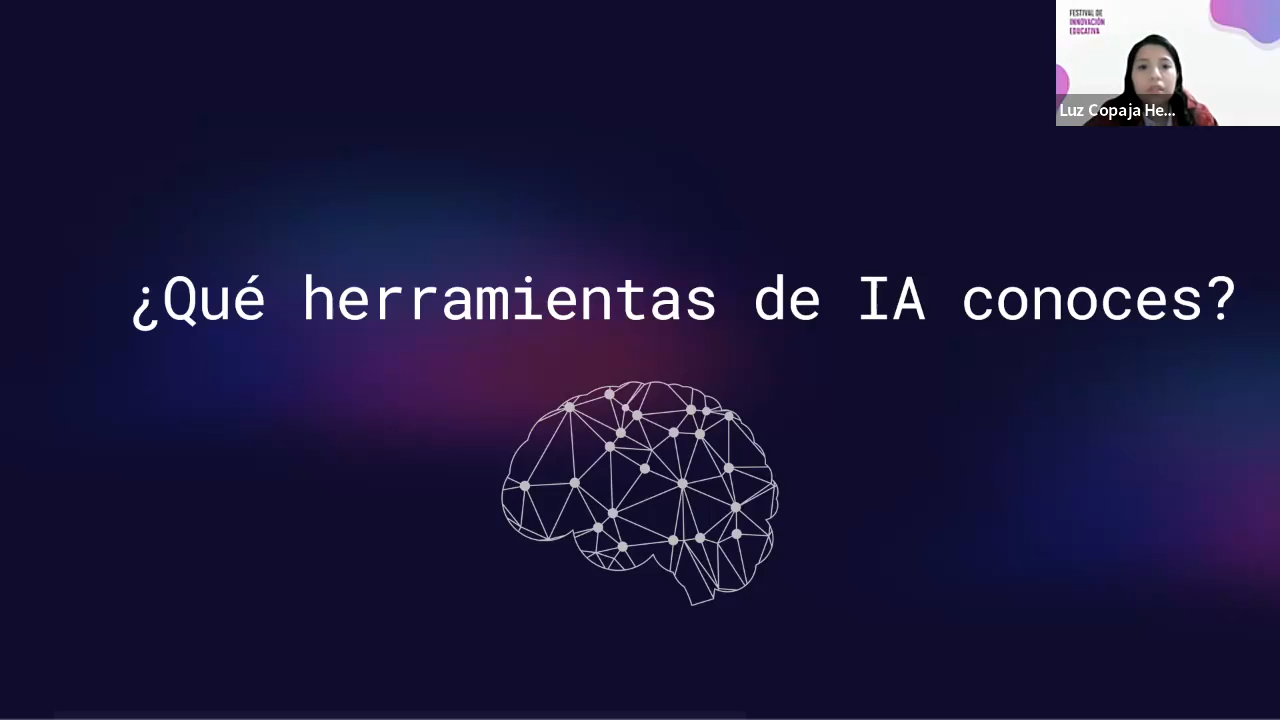 FESTIVAL DE
INNOVACIÓN
EDUCATIVA
Luz Copaja He...
¿Qué herramientas de IA conoces?